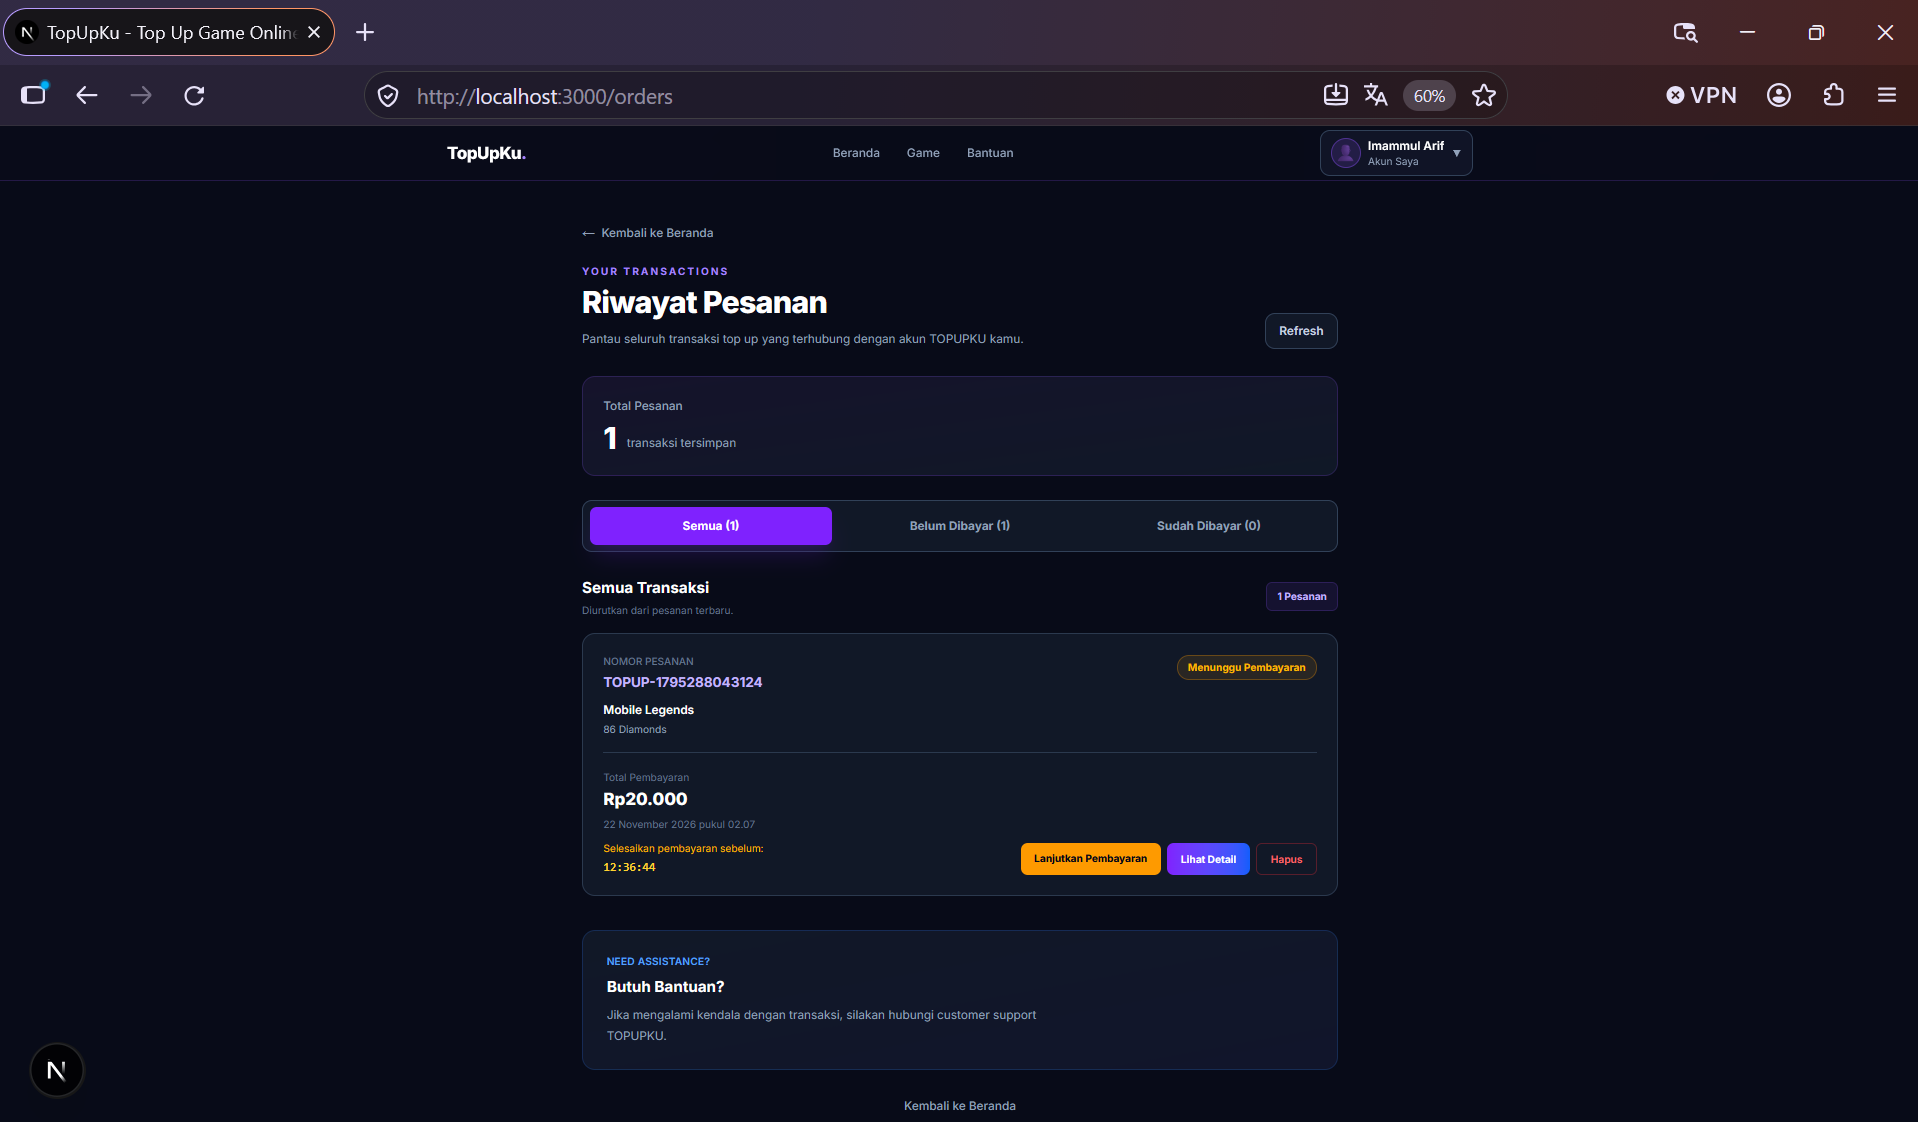 TopUpKu - Top Up Game Online
http://localhost:3000/orders
60%
VPN
TopUpKu.
Beranda
Game
Bantuan
Imammul Arif
Akun Saya
← Kembali ke Beranda
YOUR TRANSACTIONS
Riwayat Pesanan
Pantau seluruh transaksi top up yang terhubung dengan akun TOPUPKU kamu.
Refresh
Total Pesanan
1 transaksi tersimpan
Semua (1)
Belum Dibayar (1)
Sudah Dibayar (0)
Semua Transaksi
Diurutkan dari pesanan terbaru.
1 Pesanan
NOMOR PESANAN
TOPUP-1795288043124
Menunggu Pembayaran
Mobile Legends
86 Diamonds
Total Pembayaran
Rp20.000
22 November 2026 pukul 02.07
Selesaikan pembayaran sebelum:
12:36:44
Lanjutkan Pembayaran
Lihat Detail
Hapus
NEED ASSISTANCE?
Butuh Bantuan?
Jika mengalami kendala dengan transaksi, silakan hubungi customer support
TOPUPKU.
N
Kembali ke Beranda